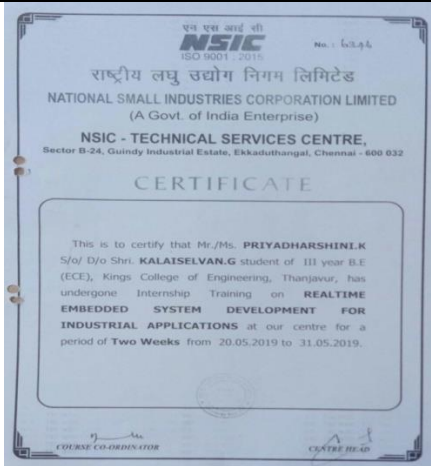 एन एस आई सी
NSIC
ISO 9001 : 2015
No. :
राष्ट्रीय लघु उद्योग निगम लिमिटेड
NATIONAL SMALL INDUSTRIES CORPORATION LIMITED
(A Govt. of India Enterprise)
NSIC - TECHNICAL SERVICES CENTRE,
Sector B-24, Guindy Industrial Estate, Ekkaduthangal, Chennai - 600 032
CERTIFICATE
This is to certify that Mr./Ms. PRIYADHARSHINI.K
S/o/ D/o Shri. KALAISELVAN.G student of III year B.E
(ECE), Kings College of Engineering, Thanjavur, has
undergone Internship Training on REALTIME
EMBEDDED SYSTEM DEVELOPMENT FOR
INDUSTRIAL APPLICATIONS at our centre for a
period of Two Weeks from 20.05.2019 to 31.05.2019.
COURSE CO-ORDINATOR
CENTRE HEAD